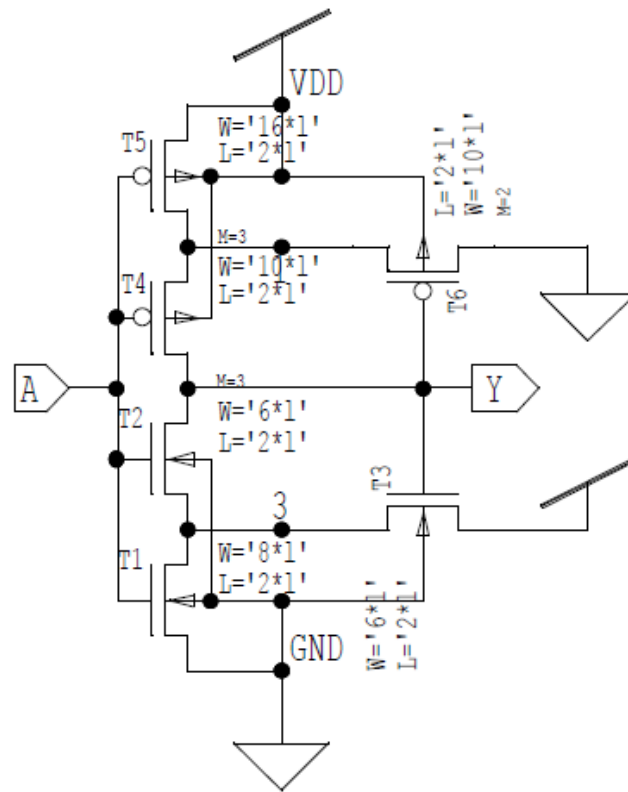 VDD
T5
W='16*1'
L='2*1'
L='2*1'
W='10*1'
M=2
M=3
1
W='10*1'
L='2*1'
T4
T6
A
M=3
Y
T2
W='6*1'
L='2*1'
T3
3
T1
W='8*1'
L='2*1'
W='6*1'
L='2*1'
GND